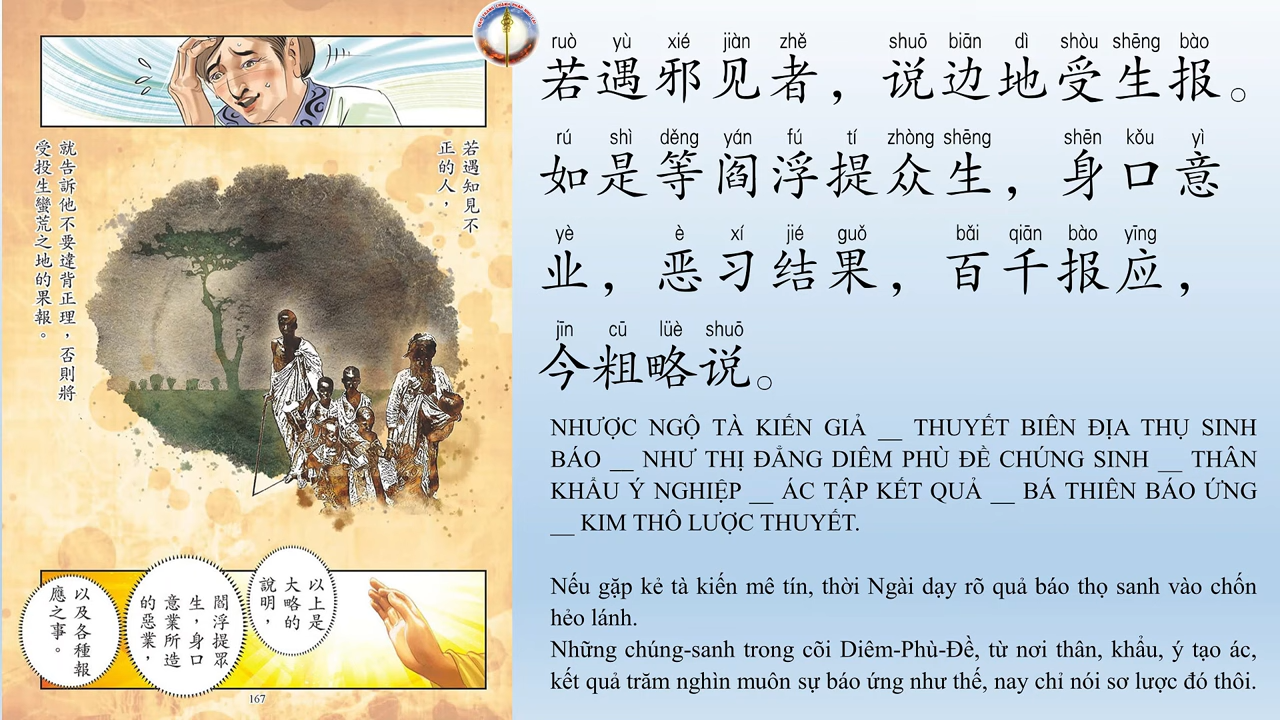 若遇知見不
正的人，
就告訴他不要違背正理，否則將
受投生蠻荒之地的果報。
以上是
大略的
說明，
閻浮提眾
生，身口
意業所造
的惡業，
以及各種報
應之事。
167
ruò yù xié jiàn zhě shuō biān dì shòu shēng bào
若遇邪见者，说边地受生报。
rú shì děng yán fú tí zhòng shēng shēn kǒu yì
如是等阎浮提众生，身口意
yè è xí jié guǒ bǎi qiān bào yīng
业，恶习结果，百千报应，
jīn cū lüè shuō
今粗略说。
NHƯỢC NGỘ TÀ KIẾN GIẢ __ THUYẾT BIÊN ĐỊA THỤ SINH
BÁO __ NHƯ THỊ ĐẲNG DIÊM PHÙ ĐỀ CHÚNG SINH __ THÂN
KHẨU Ý NGHIỆP __ ÁC TẬP KẾT QUẢ __ BÁ THIÊN BÁO ỨNG
__ KIM THÔ LƯỢC THUYẾT.
Nếu gặp kẻ tà kiến mê tín, thời Ngài dạy rõ quả báo thọ sanh vào chốn
hẻo lánh.
Những chúng-sanh trong cõi Diêm-Phù-Đề, từ nơi thân, khẩu, ý tạo ác,
kết quả trăm nghìn muôn sự báo ứng như thế, nay chỉ nói sơ lược đó thôi.